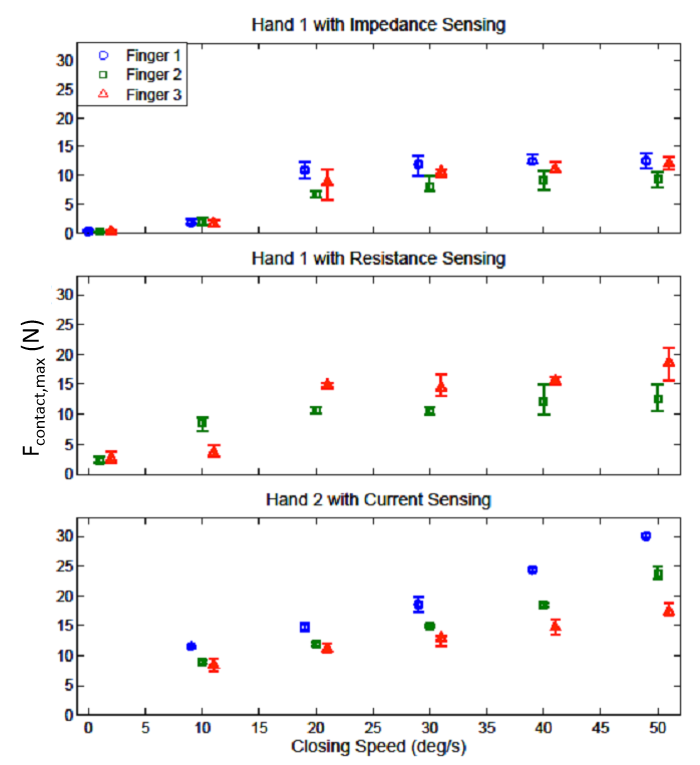 Hand 1 with Impedance Sensing
30
25
20
15
10
5
0
Finger 1
Finger 2
Finger 3
Hand 1 with Resistance Sensing
30
25
20
15
10
5
0
F contact,max (N)
Hand 2 with Current Sensing
30
25
20
15
10
5
0
0 5 10 15 20 25 30 35 40 45 50
Closing Speed (deg/s)